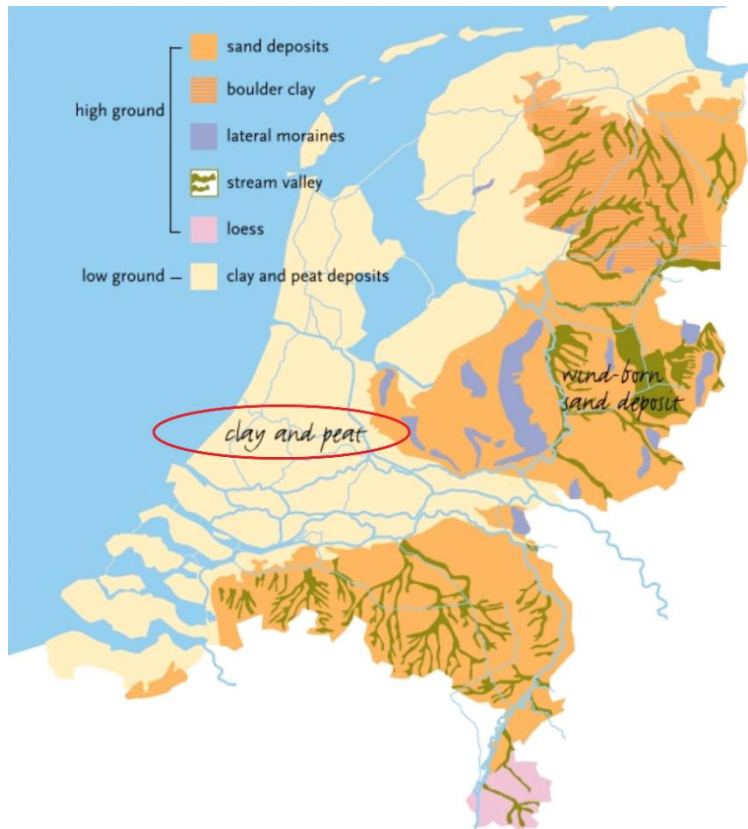 sand deposits
boulder clay
high ground
lateral moraines
stream valley
loess
low ground
clay and peat deposits
wind-born
sand deposit
clay and peat